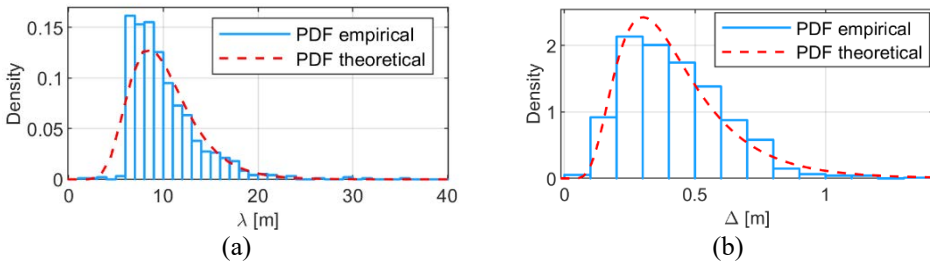 0.15
0.1
0.05
0
Density
0 10 20 30 40
λ [m]
PDF empirical
PDF theoretical
(a)
2
1
0
Density
0 0.5 1
Δ [m]
PDF empirical
PDF theoretical
(b)